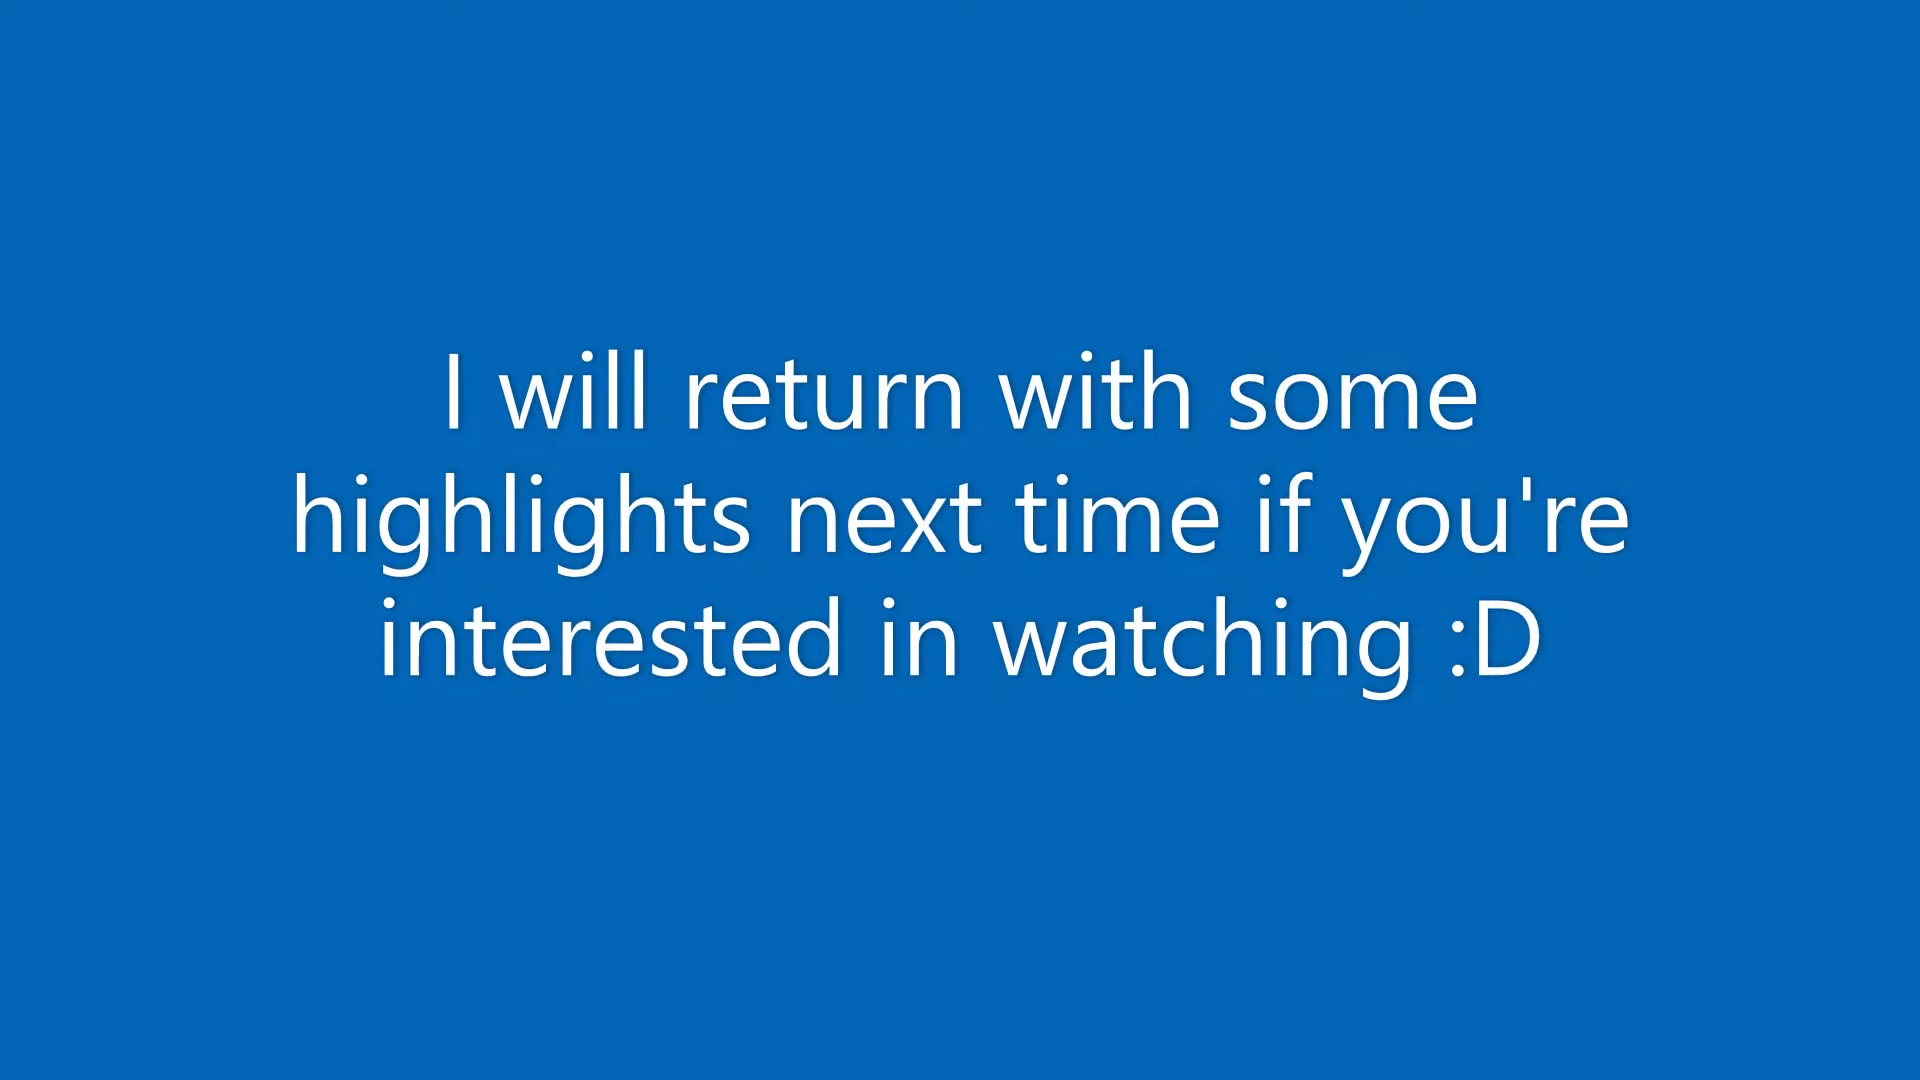 I will return with some
highlights next time if you're
interested in watching :D